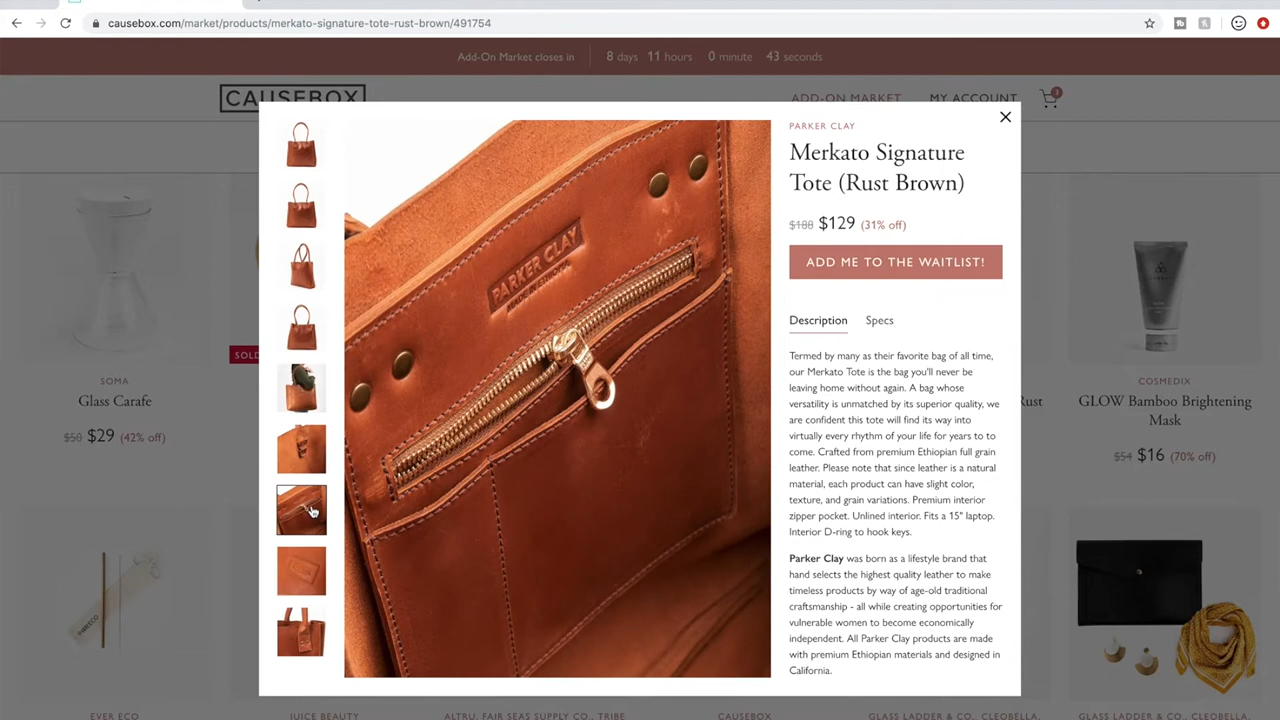 causebox.com/market/products/merkato-signature-tote-rust-brown/491754
Add-On Market closes in 8 days 11 hours 0 minute 43 seconds
CAUSEBOX
ADD-ON MARKET
MY ACCOUNT
3
PARKER CLAY
Merkato Signature
Tote (Rust Brown)
$188 $129 (31% off)
ADD ME TO THE WAITLIST!
Description
Specs
Termed by many as their favorite bag of all time,
our Merkato Tote is the bag you'll never be
leaving home without again. A bag whose
versatility is unmatched by its superior quality, we
are confident this tote will find its way into
virtually every rhythm of your life for years to to
come. Crafted from premium Ethiopian full grain
leather. Please note that since leather is a natural
material, each product can have slight color,
texture, and grain variations. Premium interior
zipper pocket. Unlined interior. Fits a 15" laptop.
Interior D-ring to hook keys.
Parker Clay was born as a lifestyle brand that
hand selects the highest quality leather to make
timeless products by way of age-old traditional
craftsmanship - all while creating opportunities for
vulnerable women to become economically
independent. All Parker Clay products are made
with premium Ethiopian materials and designed in
California.
PARKER CLAY
MADE IN ETHIOPIA
SOMA
Glass Carafe
$50 $29 (42% off)
SOLD
Rust
COSMEDIX
GLOW Bamboo Brightening
Mask
$54 $16 (70% off)
EVER ECO
JUICE BEAUTY
ALTRU, FAIR SEAS SUPPLY CO., TRIBE
CAUSEBOX
GLASS LADDER & CO., CLEOBELLA,
GLASS LADDER & CO., CLEOBELLA,